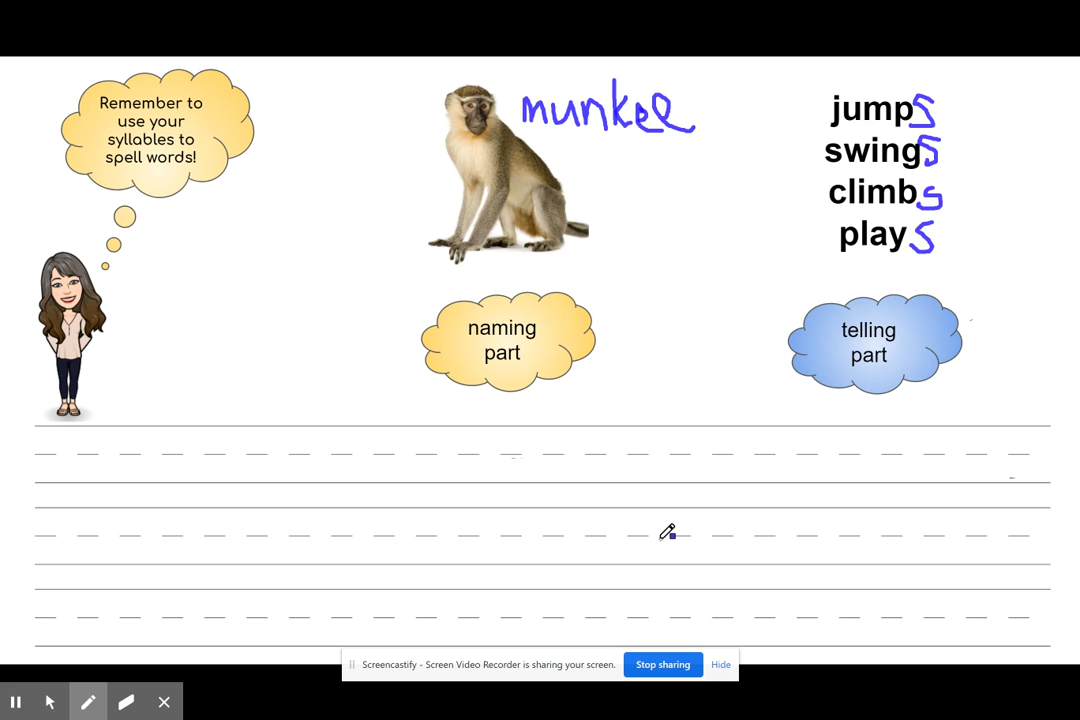 Remember to
use your
syllables to
spell words!
munkee
jumps
swings
climbs
plays
naming
part
telling
part
Screencastify - Screen Video Recorder is sharing your screen.
Stop sharing
Hide